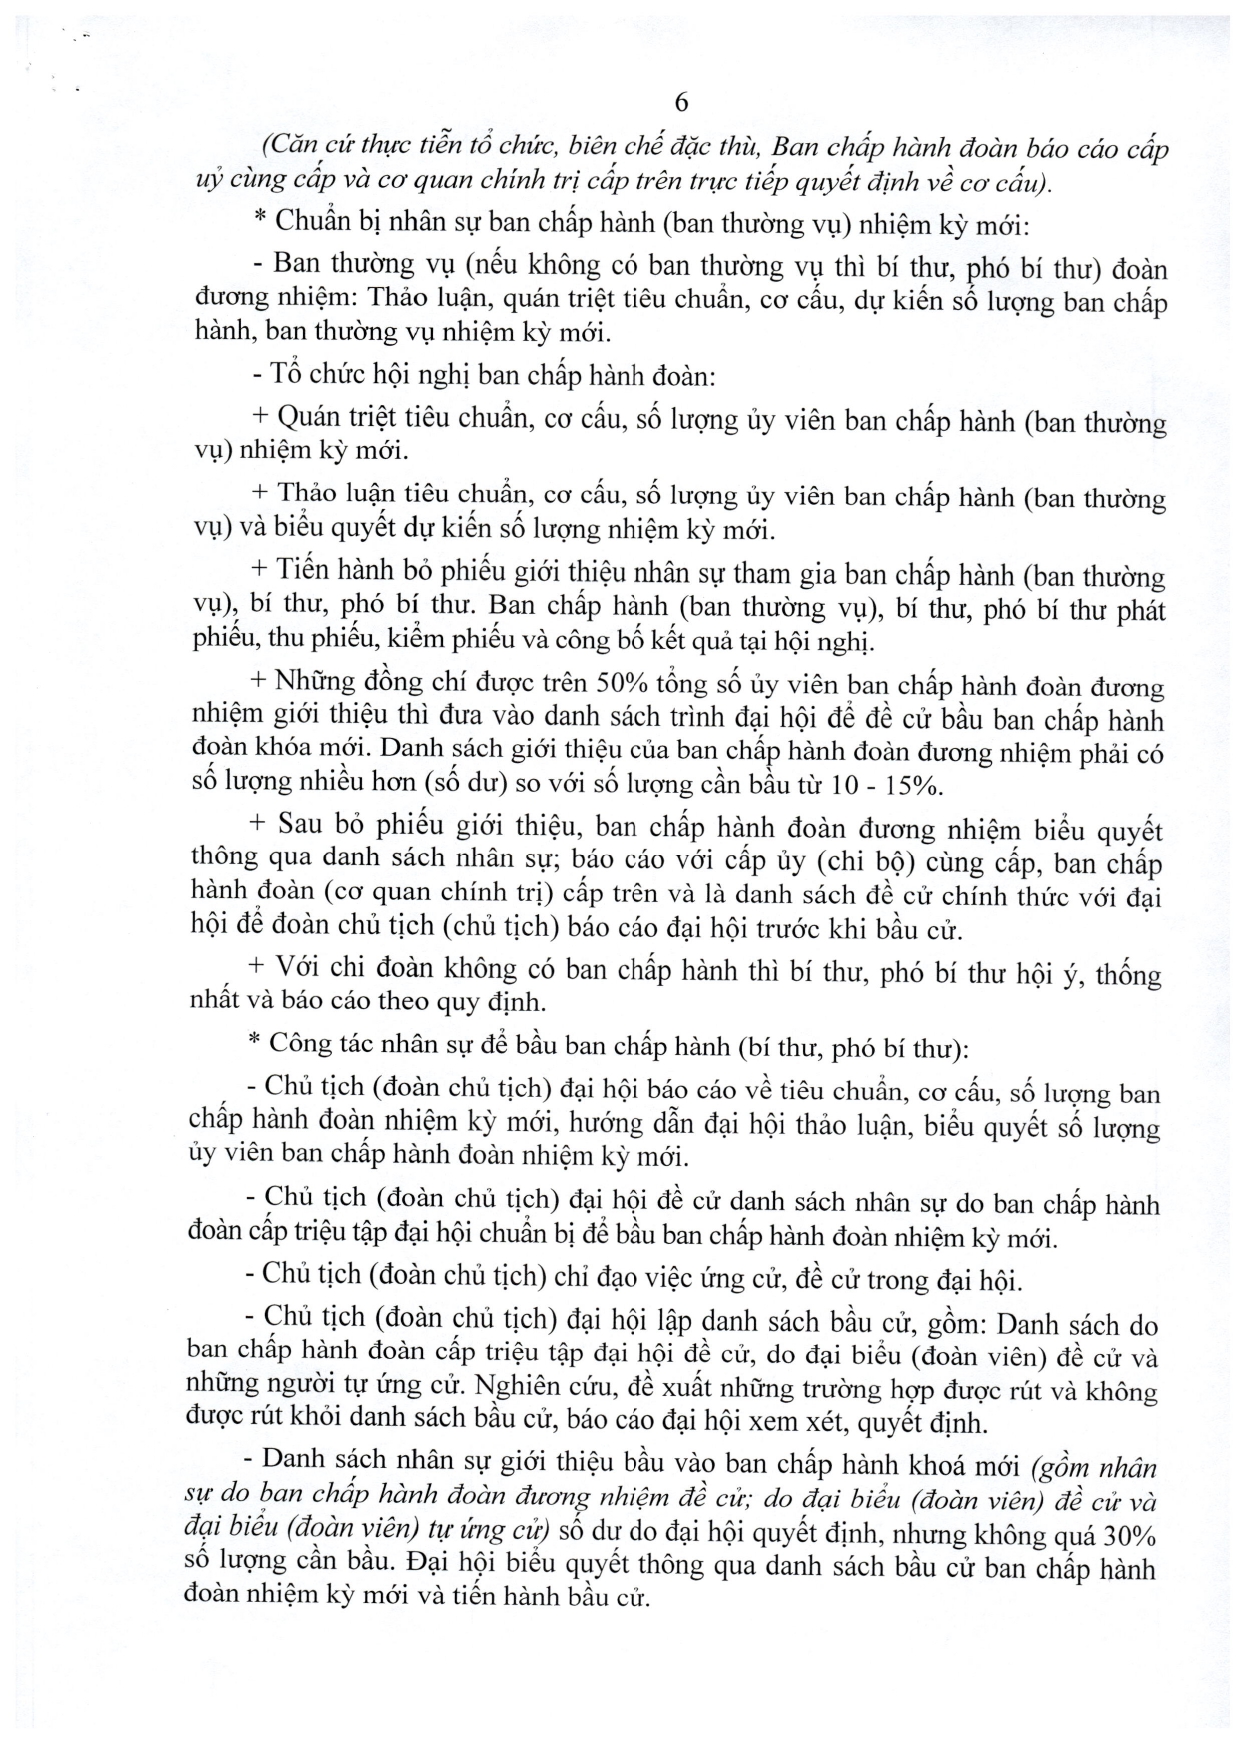 6
(Căn cứ thực tiễn tổ chức, biên chế đặc thù, Ban chấp hành đoàn báo cáo cấp
uỷ cùng cấp và cơ quan chính trị cấp trên trực tiếp quyết định về cơ cấu).
* Chuẩn bị nhân sự ban chấp hành (ban thường vụ) nhiệm kỳ mới:
- Ban thường vụ (nếu không có ban thường vụ thì bí thư, phó bí thư) đoàn
đương nhiệm: Thảo luận, quán triệt tiêu chuẩn, cơ cấu, dự kiến số lượng ban chấp
hành, ban thường vụ nhiệm kỳ mới.
- Tổ chức hội nghị ban chấp hành đoàn:
+ Quán triệt tiêu chuẩn, cơ cấu, số lượng ủy viên ban chấp hành (ban thường
vụ) nhiệm kỳ mới.
+ Thảo luận tiêu chuẩn, cơ cấu, số lượng ủy viên ban chấp hành (ban thường
vụ) và biểu quyết dự kiến số lượng nhiệm kỳ mới.
+ Tiến hành bỏ phiếu giới thiệu nhân sự tham gia ban chấp hành (ban thường
vụ), bí thư, phó bí thư. Ban chấp hành (ban thường vụ), bí thư, phó bí thư phát
phiếu, thu phiếu, kiểm phiếu và công bố kết quả tại hội nghị.
+ Những đồng chí được trên 50% tổng số ủy viên ban chấp hành đoàn đương
nhiệm giới thiệu thì đưa vào danh sách trình đại hội để đề cử bầu ban chấp hành
đoàn khóa mới. Danh sách giới thiệu của ban chấp hành đoàn đương nhiệm phải có
số lượng nhiều hơn (số dư) so với số lượng cần bầu từ 10 - 15%.
+ Sau bỏ phiếu giới thiệu, ban chấp hành đoàn đương nhiệm biểu quyết
thông qua danh sách nhân sự; báo cáo với cấp ủy (chi bộ) cùng cấp, ban chấp
hành đoàn (cơ quan chính trị) cấp trên và là danh sách đề cử chính thức với đại
hội để đoàn chủ tịch (chủ tịch) báo cáo đại hội trước khi bầu cử.
+ Với chi đoàn không có ban chấp hành thì bí thư, phó bí thư hội ý, thống
nhất và báo cáo theo quy định.
* Công tác nhân sự để bầu ban chấp hành (bí thư, phó bí thư):
- Chủ tịch (đoàn chủ tịch) đại hội báo cáo về tiêu chuẩn, cơ cấu, số lượng ban
chấp hành đoàn nhiệm kỳ mới, hướng dẫn đại hội thảo luận, biểu quyết số lượng
ủy viên ban chấp hành đoàn nhiệm kỳ mới.
- Chủ tịch (đoàn chủ tịch) đại hội đề cử danh sách nhân sự do ban chấp hành
đoàn cấp triệu tập đại hội chuẩn bị để bầu ban chấp hành đoàn nhiệm kỳ mới.
- Chủ tịch (đoàn chủ tịch) chỉ đạo việc ứng cử, đề cử trong đại hội.
- Chủ tịch (đoàn chủ tịch) đại hội lập danh sách bầu cử, gồm: Danh sách do
ban chấp hành đoàn cấp triệu tập đại hội đề cử, do đại biểu (đoàn viên) đề cử và
những người tự ứng cử. Nghiên cứu, đề xuất những trường hợp được rút và không
được rút khỏi danh sách bầu cử, báo cáo đại hội xem xét, quyết định.
- Danh sách nhân sự giới thiệu bầu vào ban chấp hành khoá mới (gồm nhân
sự do ban chấp hành đoàn đương nhiệm đề cử; do đại biểu (đoàn viên) đề cử và
đại biểu (đoàn viên) tự ứng cử) số dư do đại hội quyết định, nhưng không quá 30%
số lượng cần bầu. Đại hội biểu quyết thông qua danh sách bầu cử ban chấp hành
đoàn nhiệm kỳ mới và tiến hành bầu cử.